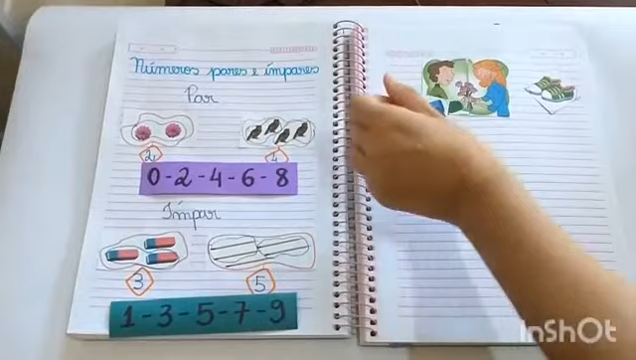 Números pares e ímpares
Par
2 4
0-2-4-6-8
Ímpar
3 5
1-3-5-7-9
InShOt